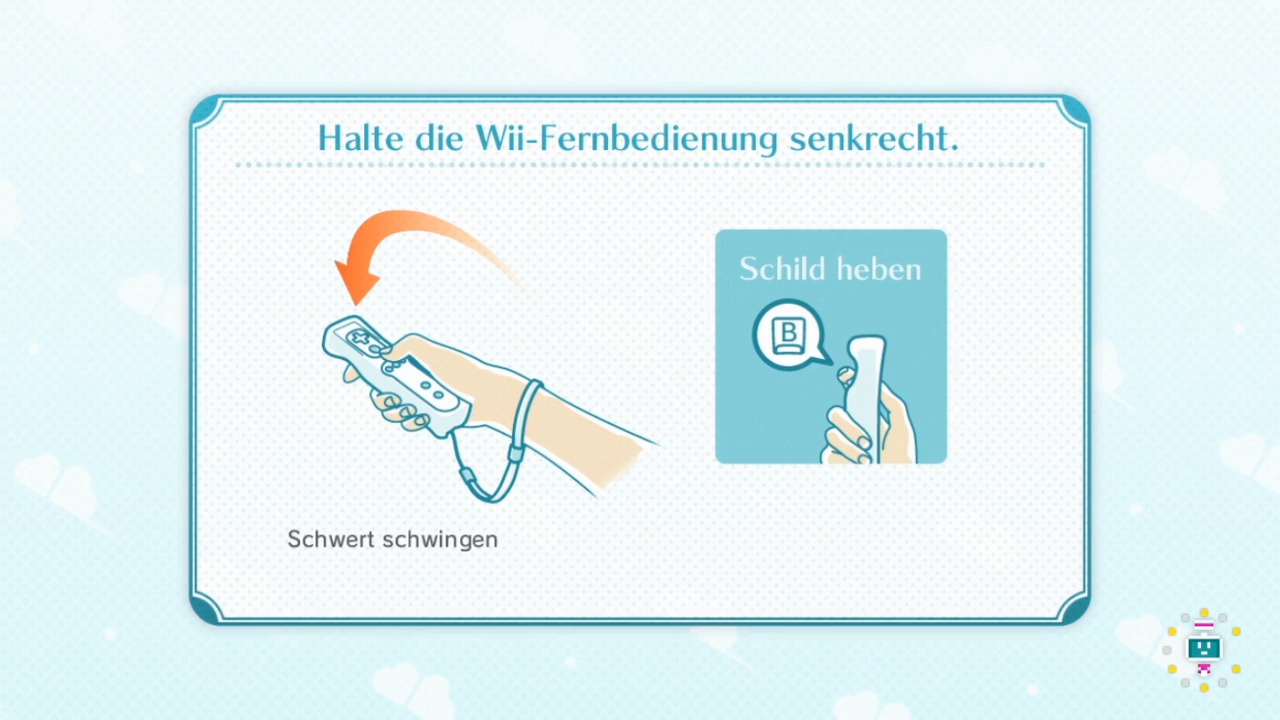 Halte die Wii-Fernbedienung senkrecht.
Schild heben
B
Schwert schwingen